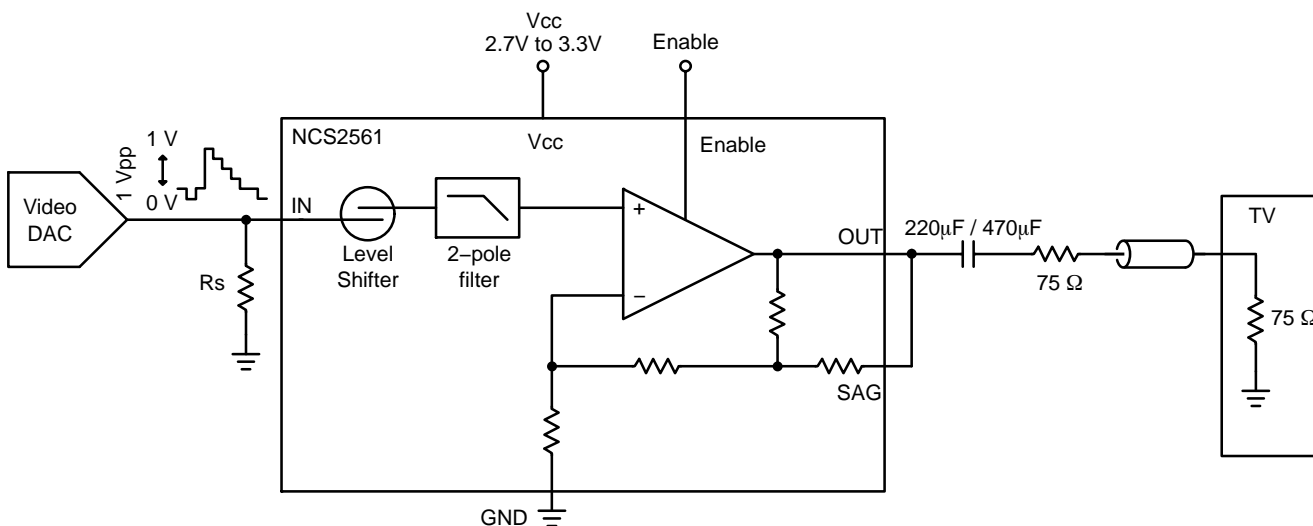 Vcc
2.7V to 3.3V
Enable
NCS2561
Vcc
Enable
1 Vpp
1 V
0 V
Video
DAC
IN
Level
Shifter
2−pole
filter
+
−
OUT
220μF / 470μF
75 Ω
TV
75 Ω
Rs
SAG
GND